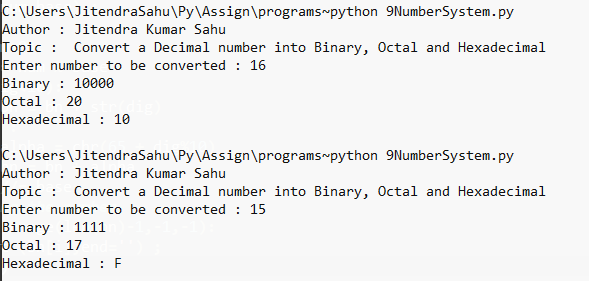 C:\Users\JitendraSahu\Py\Assign\programs~python 9NumberSystem.py
Author : Jitendra Kumar Sahu
Topic :  Convert a Decimal number into Binary, Octal and Hexadecimal
Enter number to be converted : 16
Binary : 10000
Octal : 20
Hexadecimal : 10

C:\Users\JitendraSahu\Py\Assign\programs~python 9NumberSystem.py
Author : Jitendra Kumar Sahu
Topic :  Convert a Decimal number into Binary, Octal and Hexadecimal
Enter number to be converted : 15
Binary : 1111
Octal : 17
Hexadecimal : F